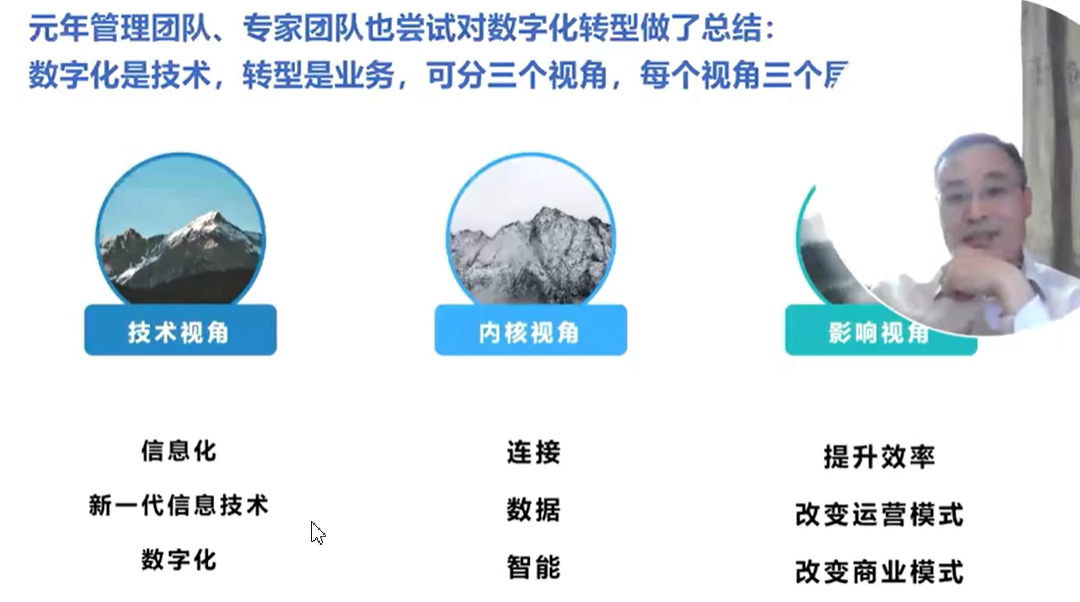 元年管理团队、专家团队也尝试对数字化转型做了总结：
数字化是技术，转型是业务，可分三个视角，每个视角三个
技术视角
内核视角
影响视角
信息化
新一代信息技术
数字化
连接
数据
智能
提升效率
改变运营模式
改变商业模式